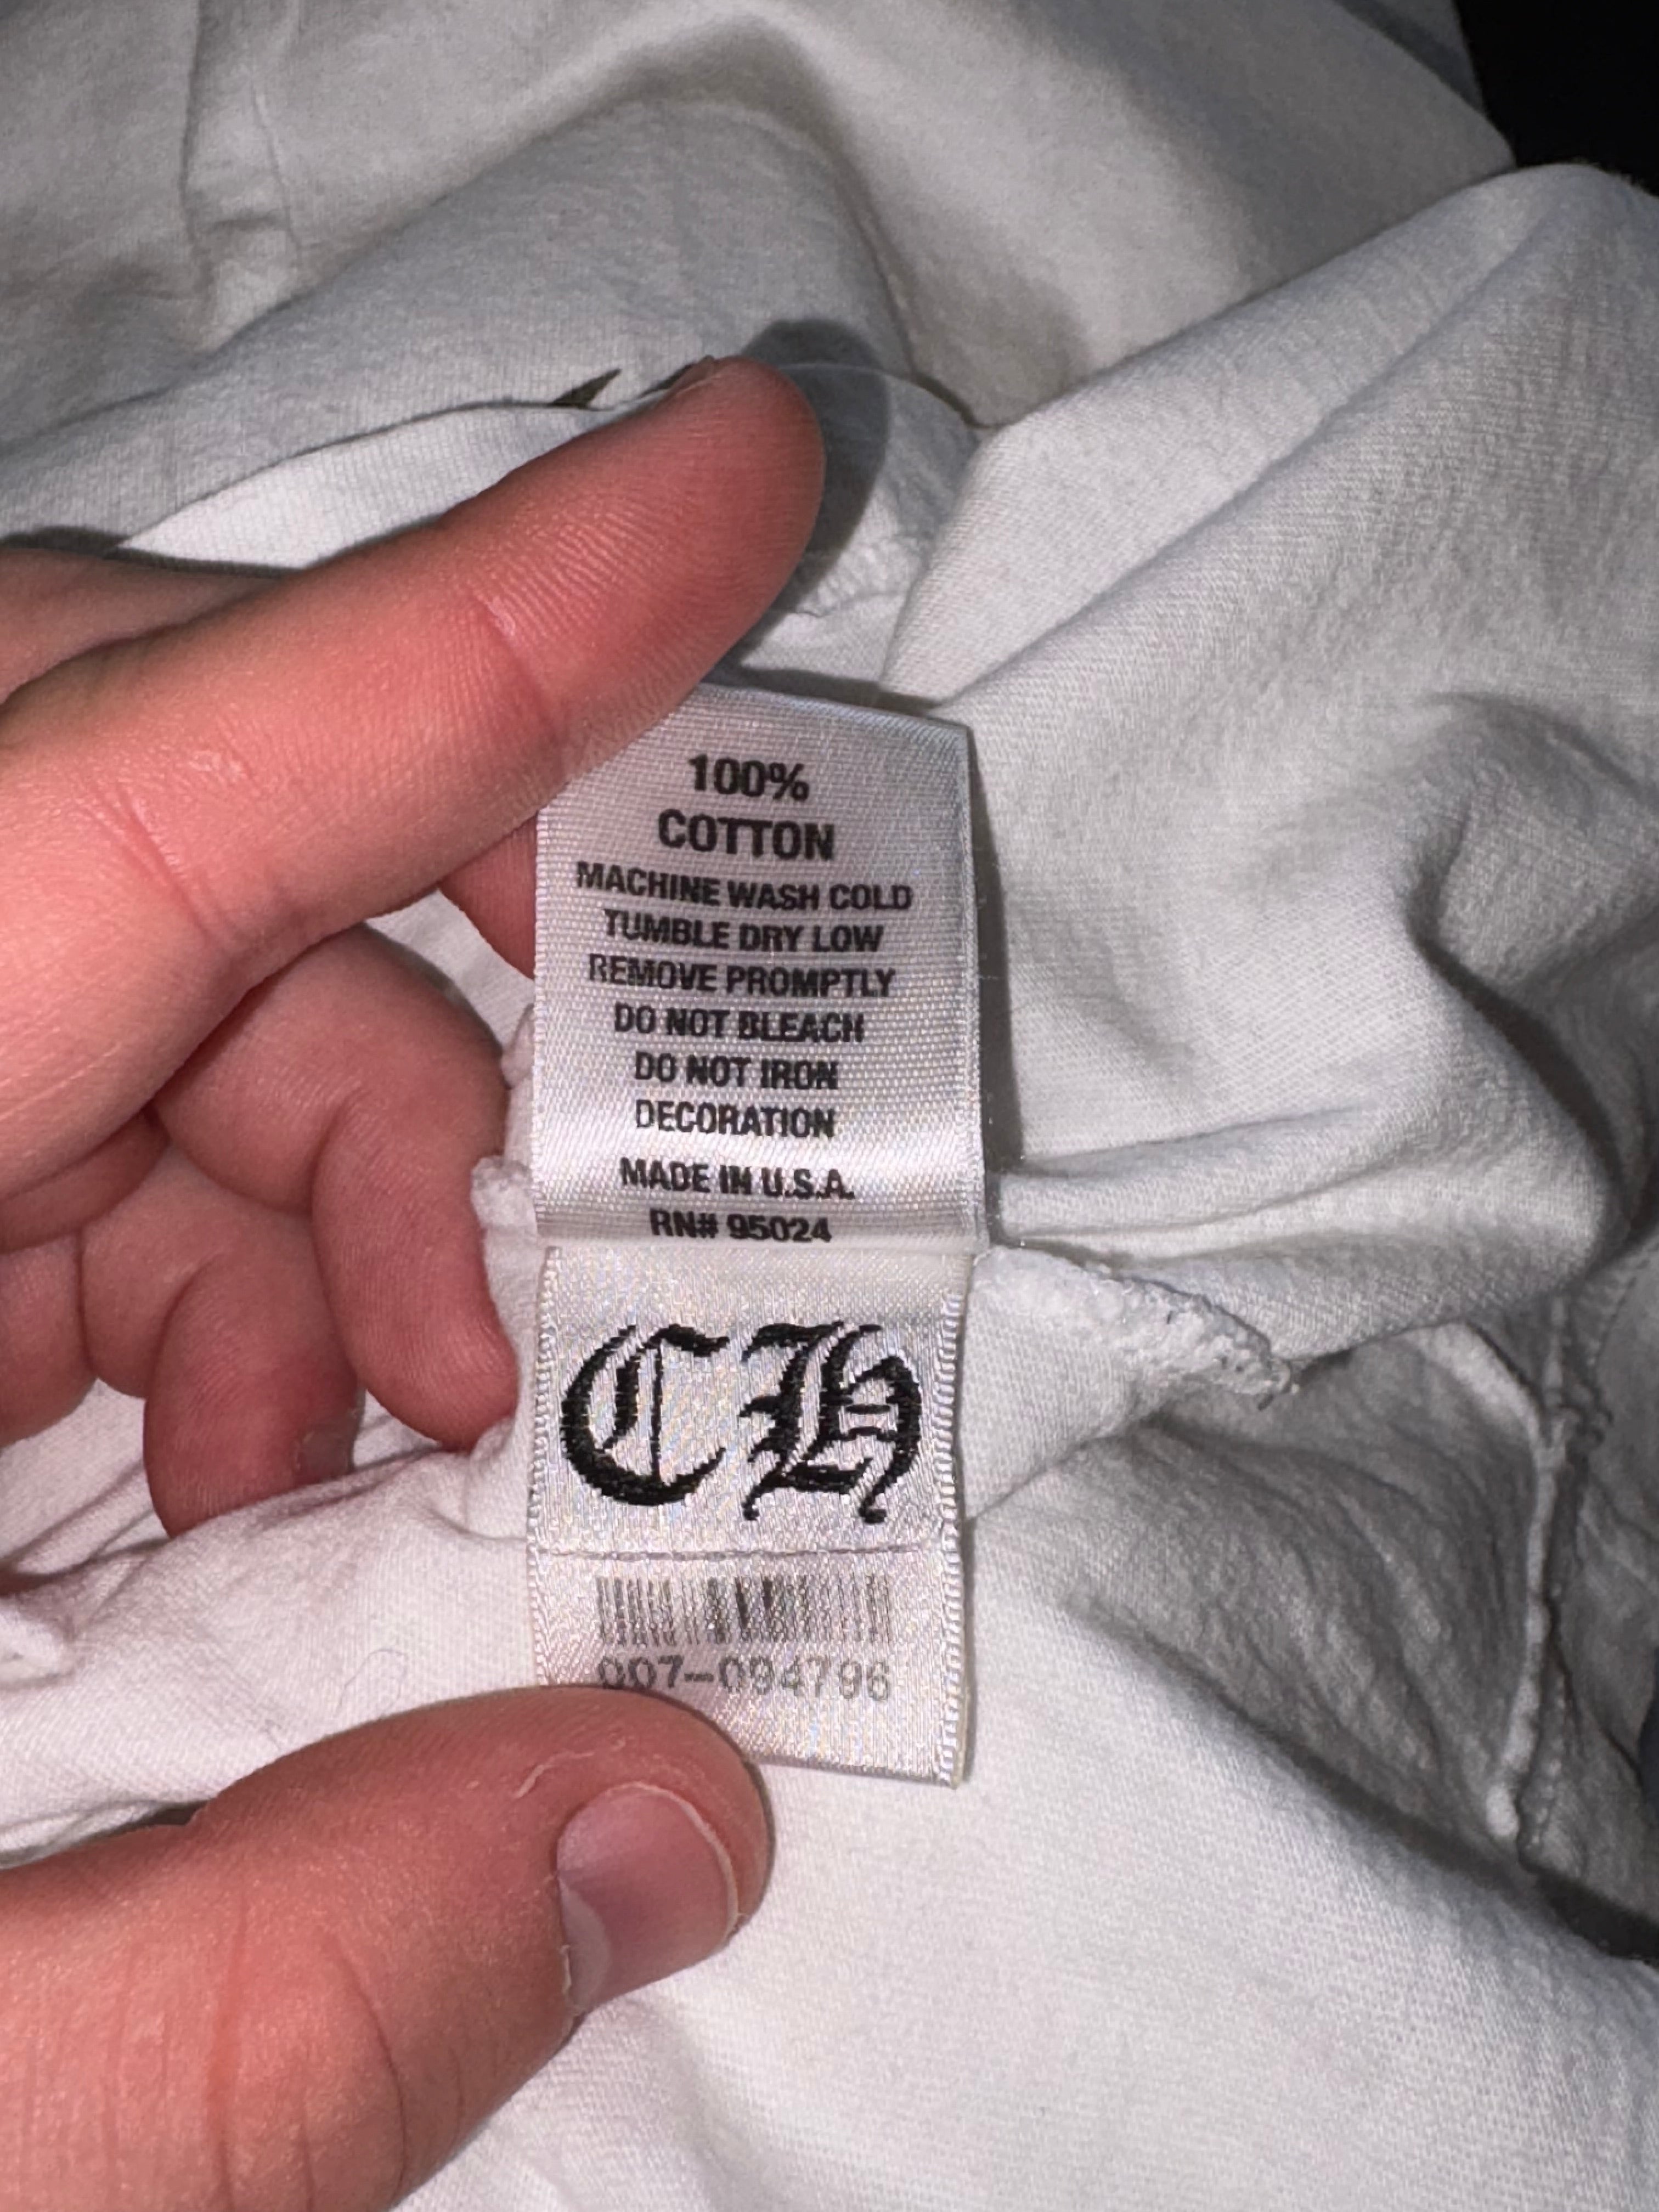 100%
COTTON
MACHINE WASH COLD
TUMBLE DRY LOW
REMOVE PROMPTLY
DO NOT BLEACH
DO NOT IRON
DECORATION
MADE IN U.S.A.
RN# 95024
CH
007-094796